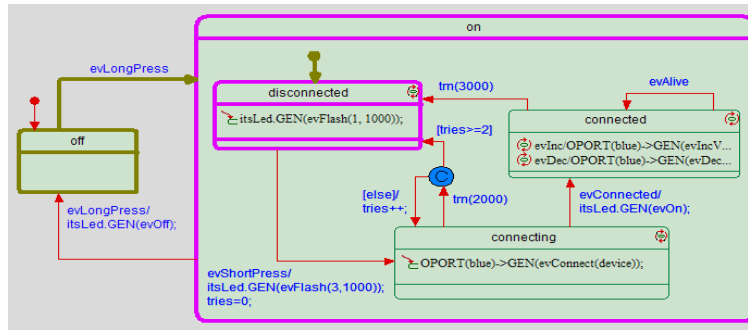 on
evLongPress
disconnected
itsLed.GEN(evFlash(1, 1000));
tm(3000)
evAlive
connected
evInc/OPORT(blue)->GEN(evIncV...
evDec/OPORT(blue)->GEN(evDec...
off
[tries>=2]
C
[else]/
tries++;
tm(2000)
evConnected/
itsLed.GEN(evOn);
evLongPress/
itsLed.GEN(evOff);
connecting
OPORT(blue)->GEN(evConnect(device));
evShortPress/
itsLed.GEN(evFlash(3,1000));
tries=0;